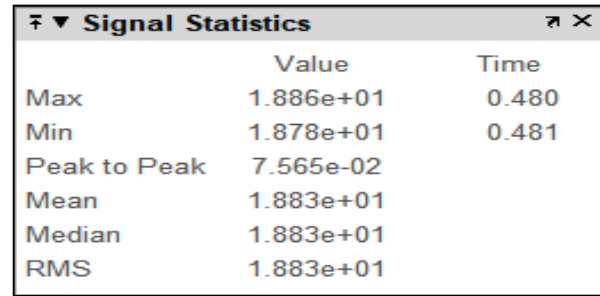 Signal Statistics
Value Time
Max 1.886e+01 0.480
Min 1.878e+01 0.481
Peak to Peak 7.565e-02
Mean 1.883e+01
Median 1.883e+01
RMS 1.883e+01